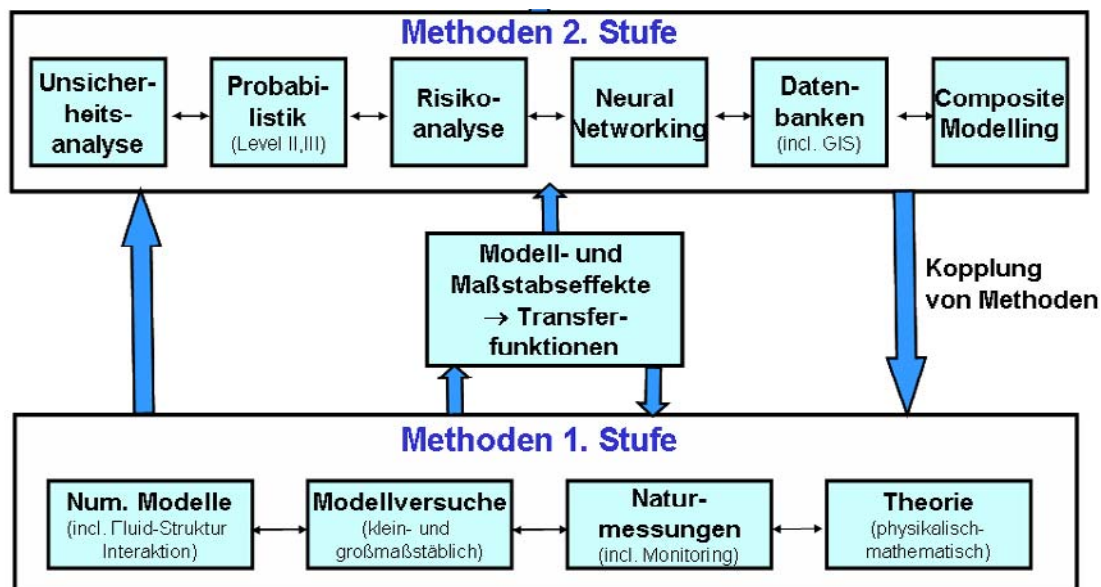 Methoden 2. Stufe
Unsicher-
heits-
analyse
Probabi-
listik
(Level II,III)
Risiko-
analyse
Neural
Networking
Daten-
banken
(incl. GIS)
Composite
Modelling
Modell- und
Maßstabseffekte
→ Transfer-
funktionen
Kopplung
von Methoden
Methoden 1. Stufe
Num. Modelle
(incl. Fluid-Struktur
Interaktion)
Modellversuche
(klein- und
großmaßstäblich)
Natur-
messungen
(incl. Monitoring)
Theorie
(physikalisch-
mathematisch)